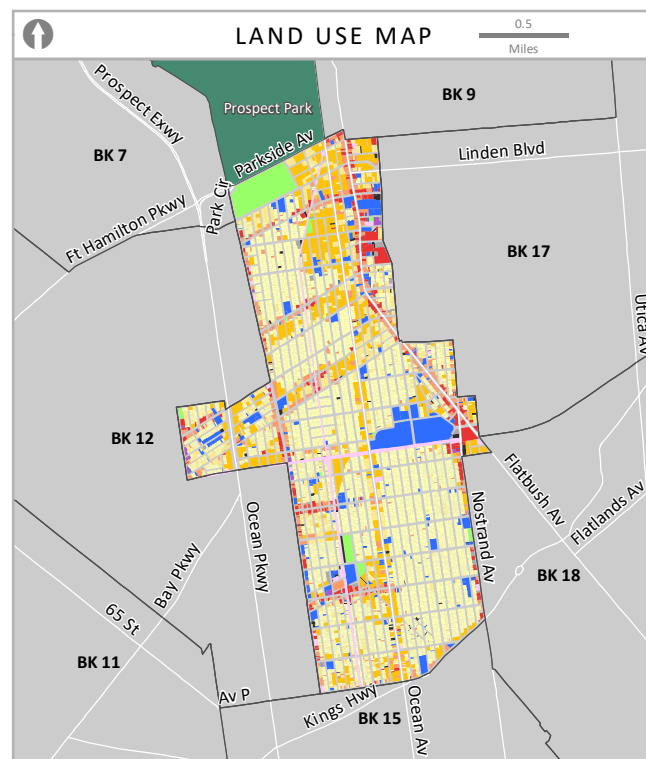 LAND USE MAP
0.5
Miles
Prospect Exwy
Prospect Park
BK 9
BK 7
Parkside Av
Linden Blvd
Park Cir
Ft Hamilton Pkwy
BK 17
Utica Av
BK 12
Flatbush Av
Nostrand Av
Flatlands Av
Ocean Pkwy
Bay Pkwy
BK 18
65 St
BK 11
Av P
Kings Hwy
Ocean Av
BK 15